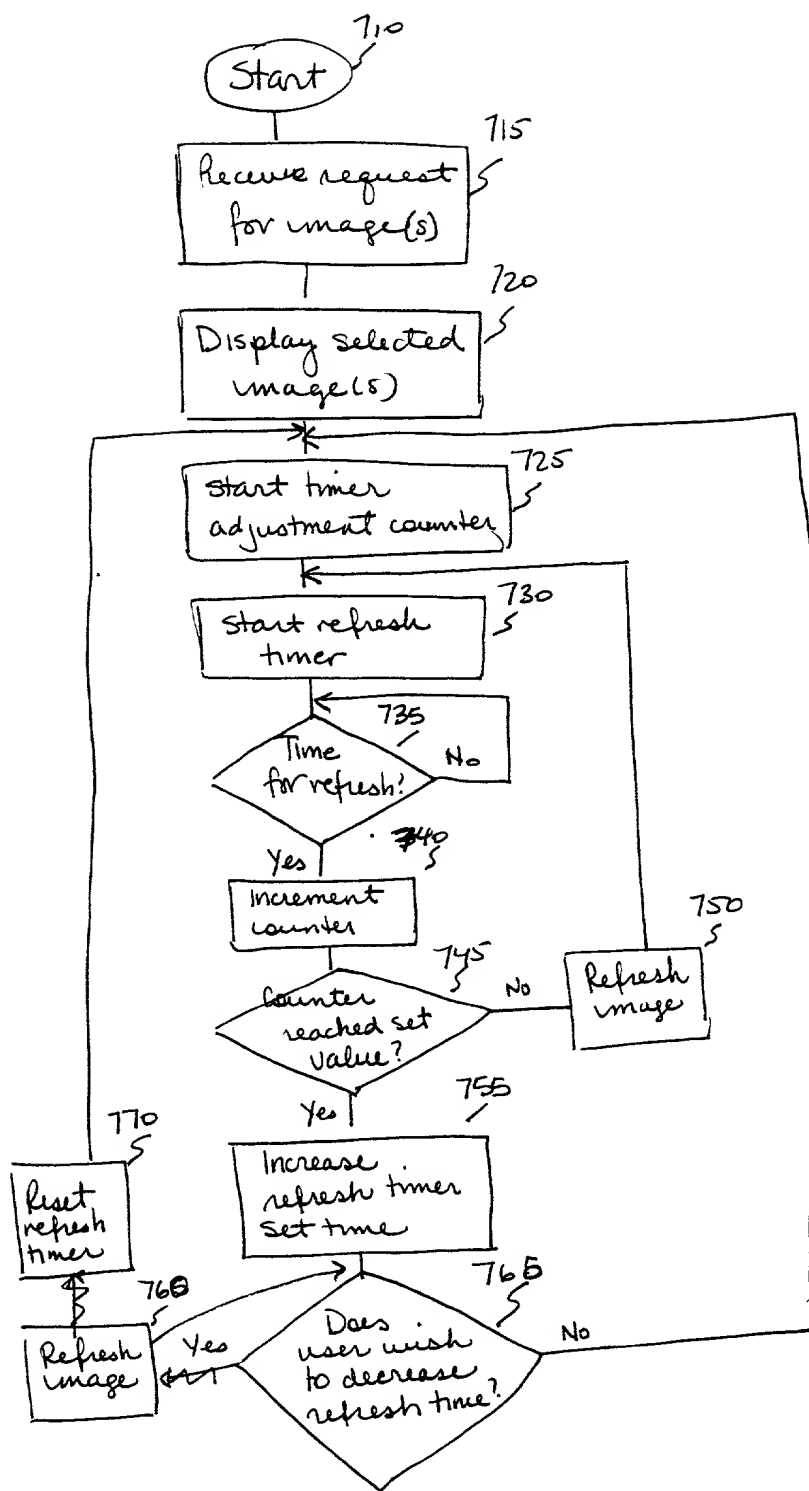 710
Start
715
Receive request
for image(s)
720
Display selected
image(s)
725
Start timer
adjustment counter
730
Start refresh
timer
735
Time
for refresh?
No
Yes
740
Increment
counter
745
Counter
reached set
value?
No
750
Refresh
image
Yes
755
Increase
refresh timer
set time
770
Reset
refresh
timer
760
Refresh
image
Yes
765
Does
user wish
to decrease
refresh time?
No